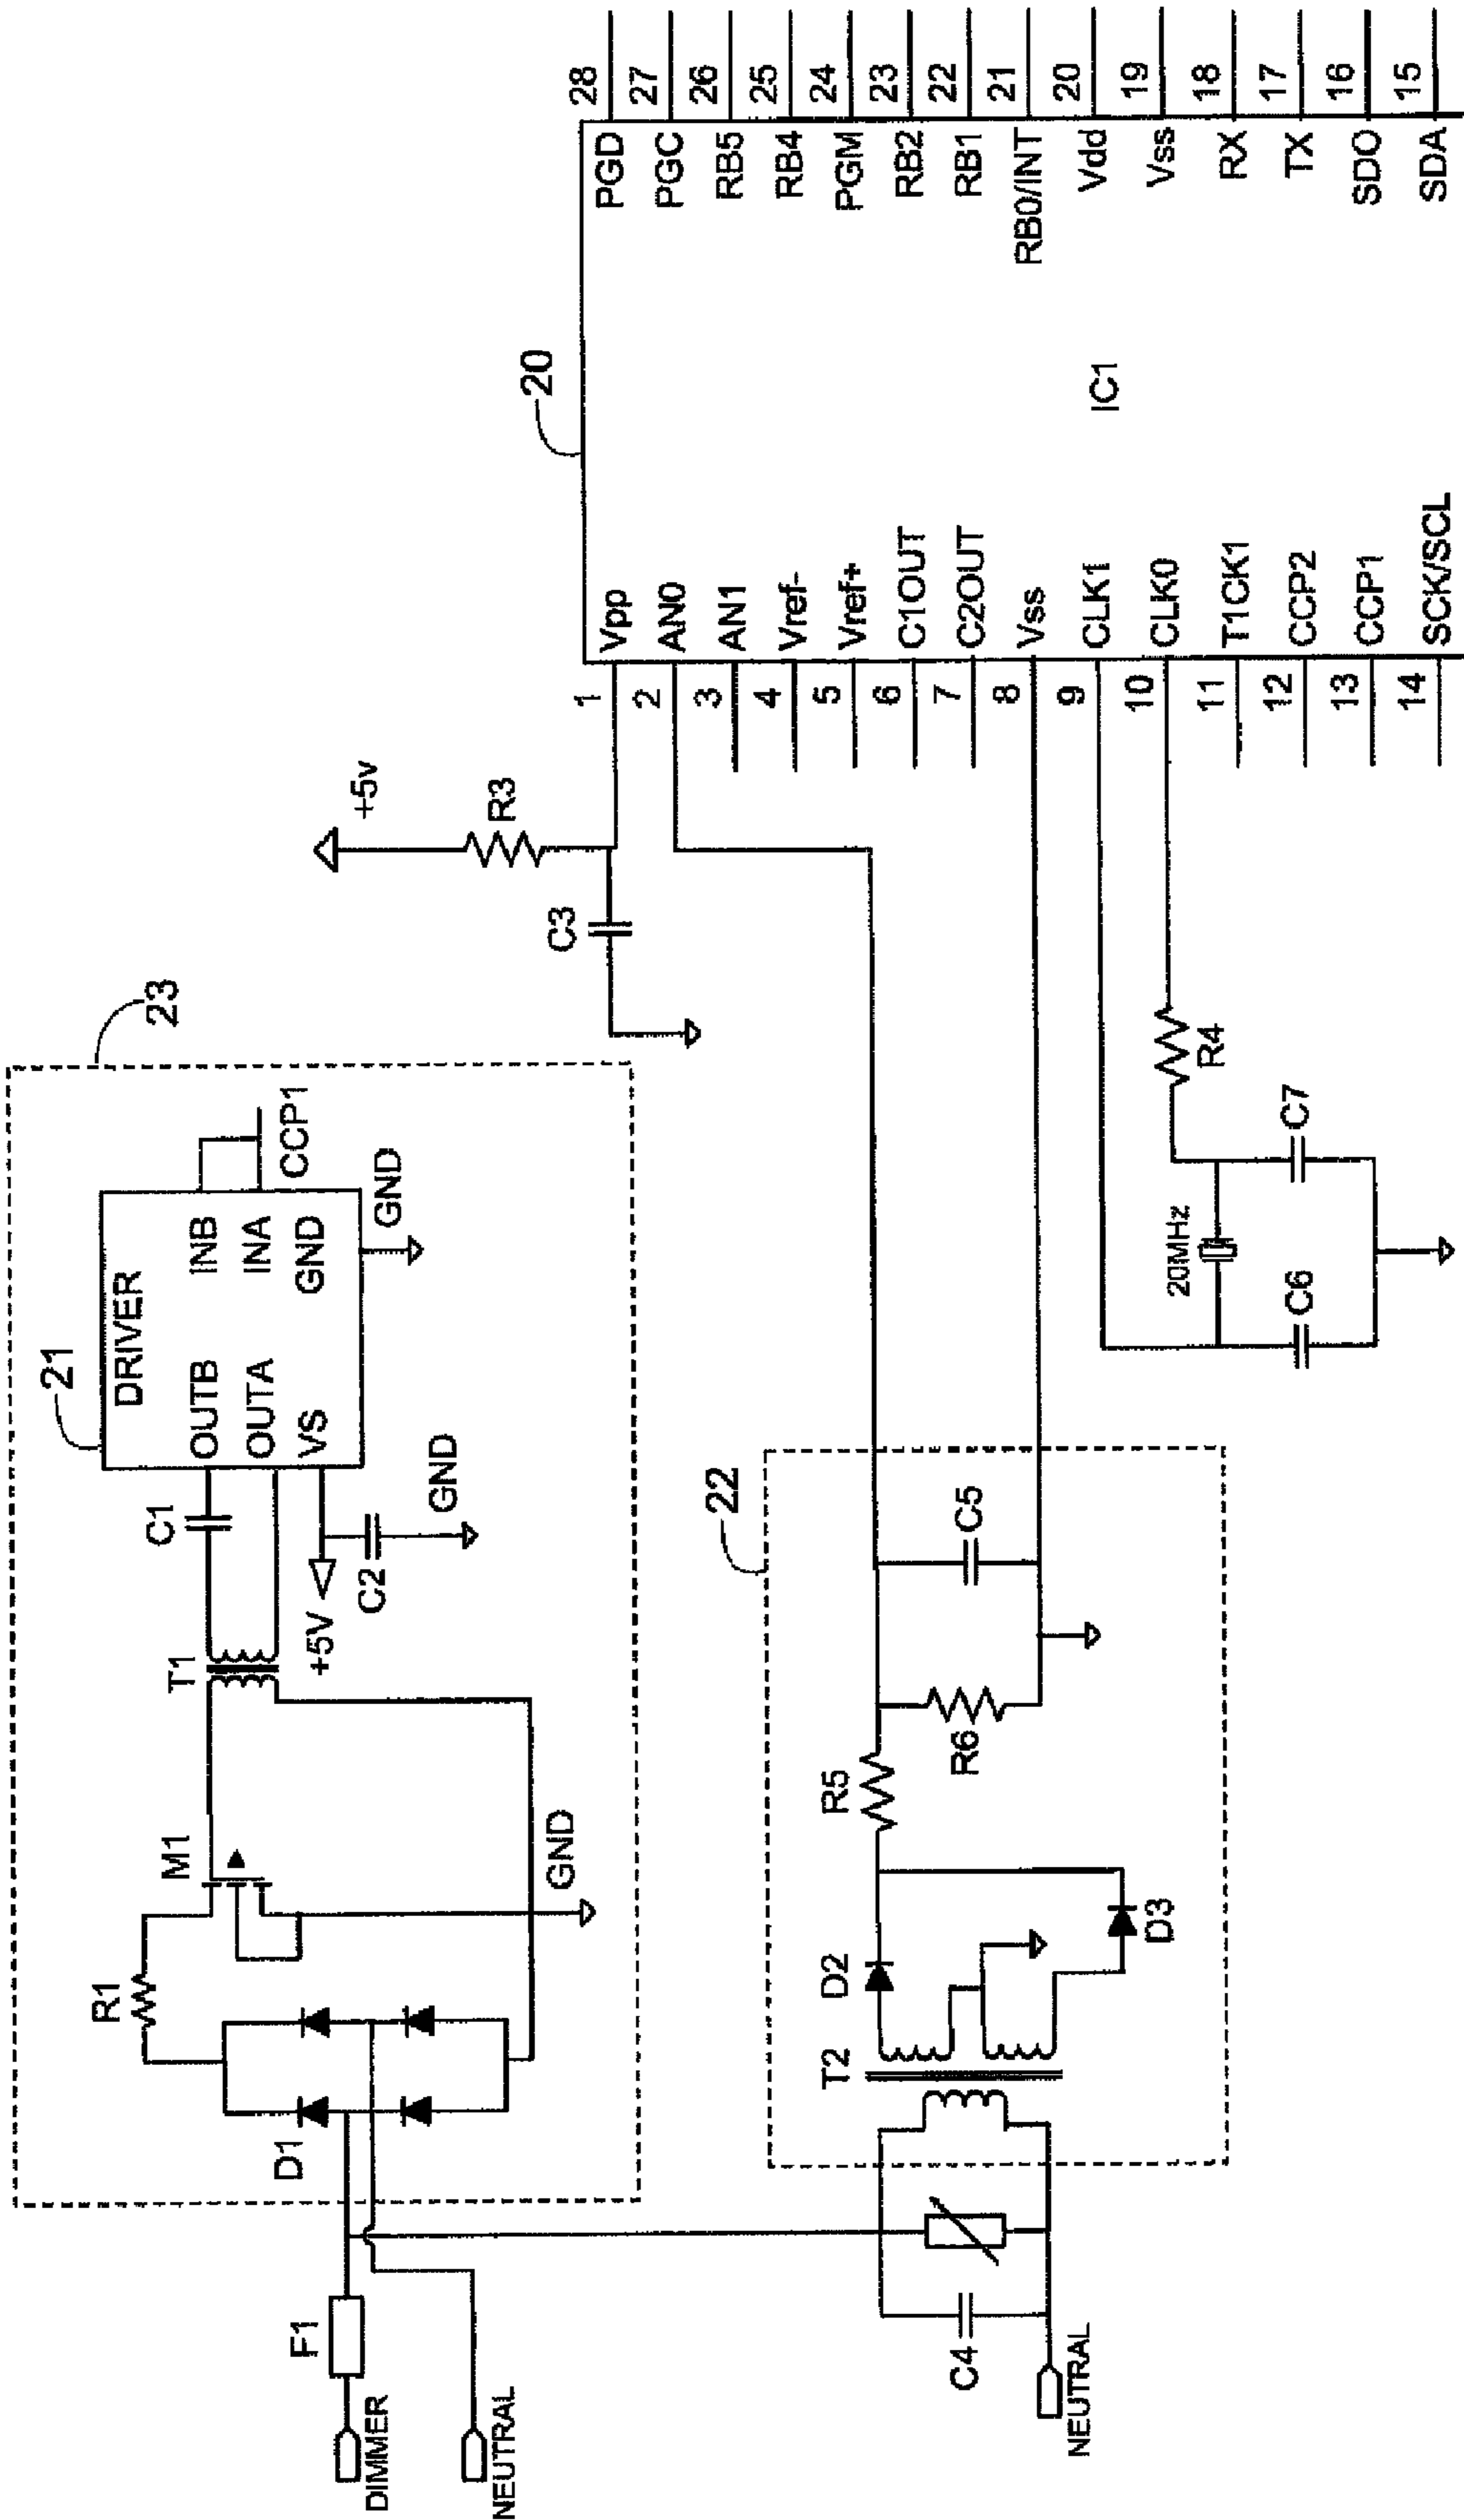 23
21
DRIVER
C1
OUTB
INB
OUTA
INA
CCP1
VS
GND
GND
+5V
C2
GND
T1
M1
R1
D1
GND
F1
DIMMER
NEUTRAL
+5v
R3
C3
20
IC1
1
Vpp
2
AN0
3
AN1
4
Vref-
5
Vref+
6
C1OUT
7
C2OUT
8
Vss
9
CLK1
10
CLK0
11
T1CK1
12
CCP2
13
CCP1
14
SCK/SCL
PGD
28
PGC
27
RB5
26
RB4
25
PGM
24
RB2
23
RB1
22
RB0/INT
21
Vdd
20
Vss
19
RX
18
TX
17
SDO
16
SDA
15
22
T2
D2
R5
R6
C5
D3
C4
NEUTRAL
R4
20MHz
C6
C7